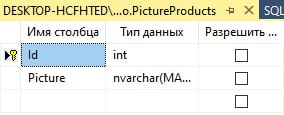 DESKTOP-HCFHTED\...o.PictureProducts SQL
Имя столбца Тип данных Разрешить ...
Id int
Picture nvarchar(MA...